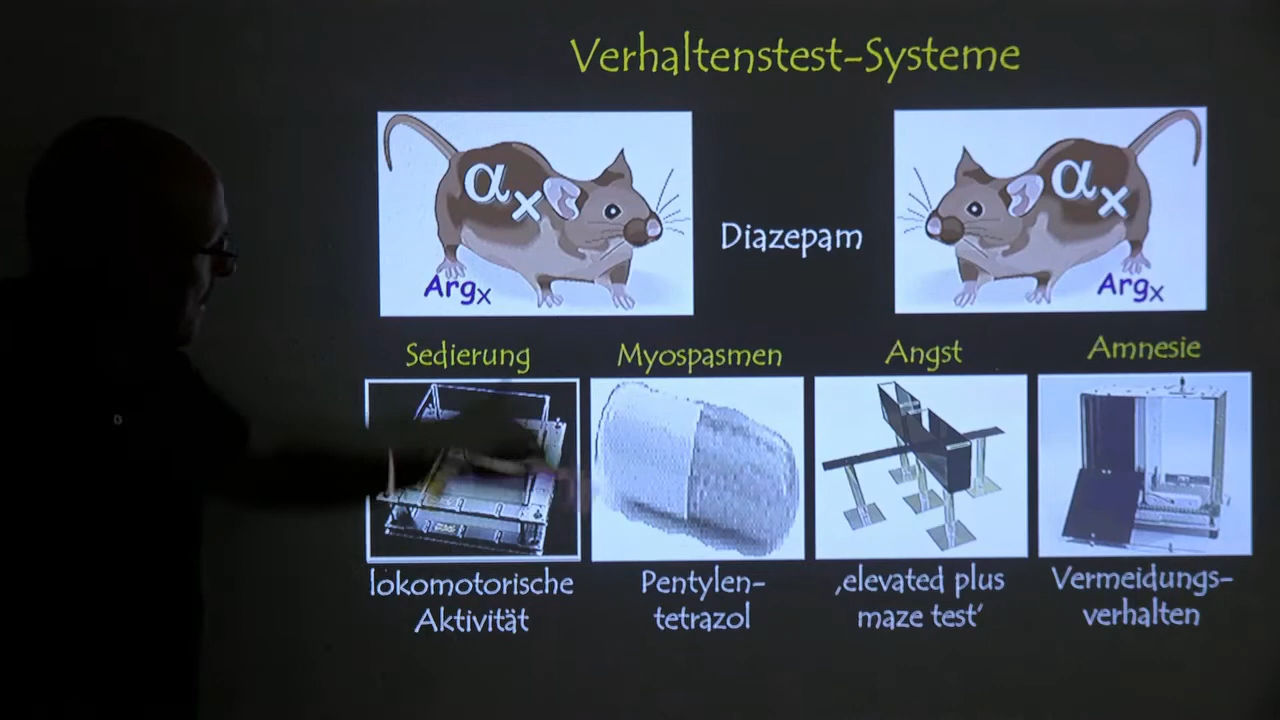 Verhaltenstest-Systeme
αx
Argx
Diazepam
αx
Argx
Sedierung
Myospasmen
Angst
Amnesie
lokomotorische
Aktivität
Pentylen-
tetrazol
‚elevated plus
maze test‘
Vermeidungs-
verhalten